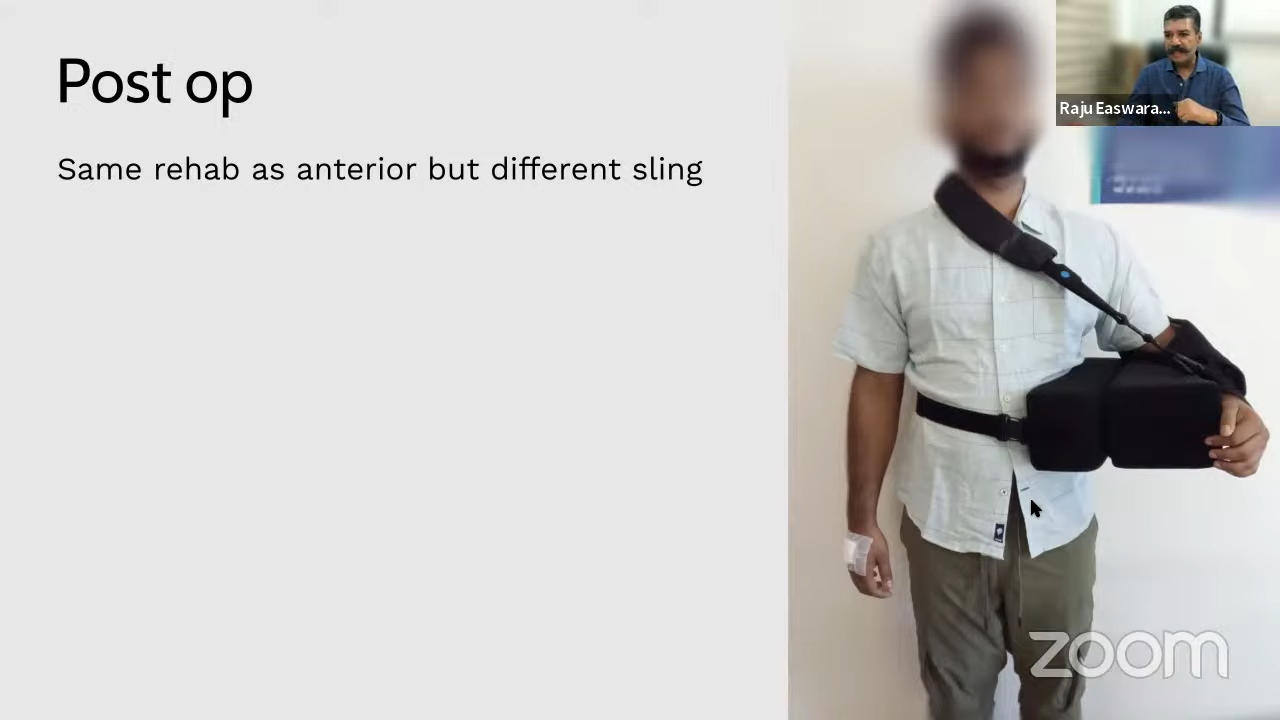 Post op
Same rehab as anterior but different sling
Raju Easwara...
zoom